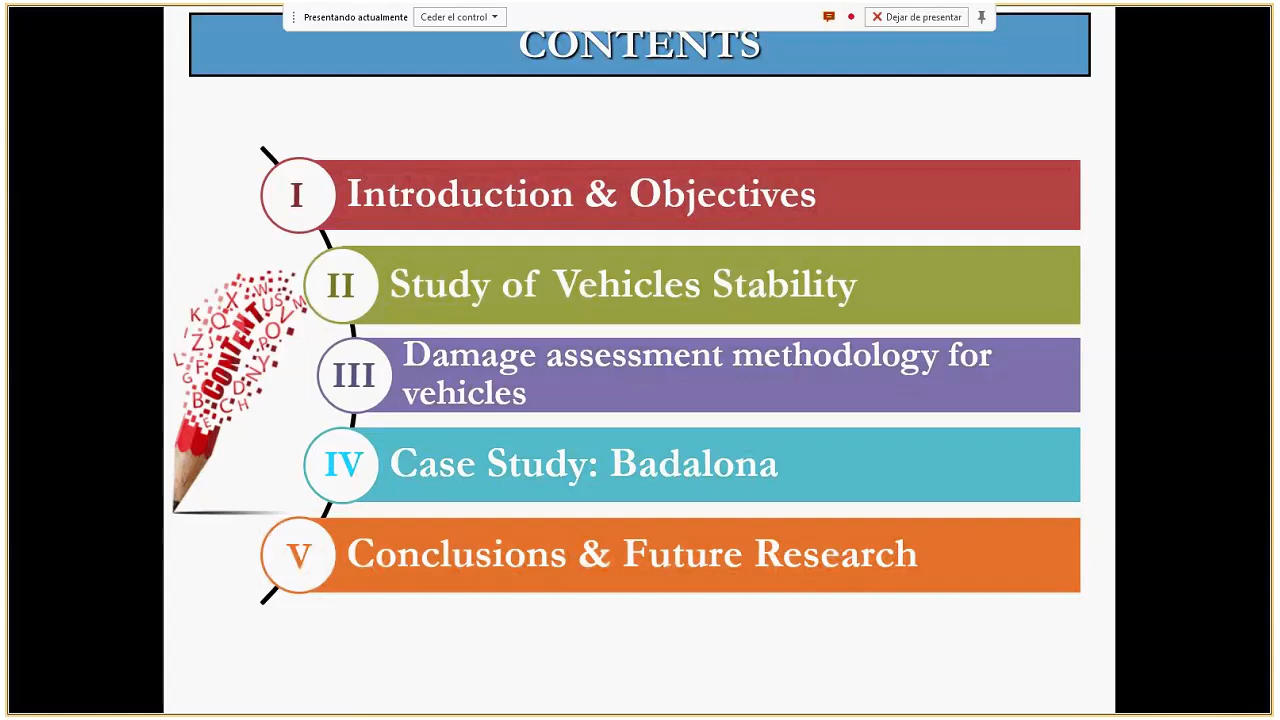 Presentando actualmente Ceder el control Dejar de presentar
CONTENTS
I Introduction & Objectives
II Study of Vehicles Stability
III Damage assessment methodology for
vehicles
IV Case Study: Badalona
V Conclusions & Future Research
CONTENT